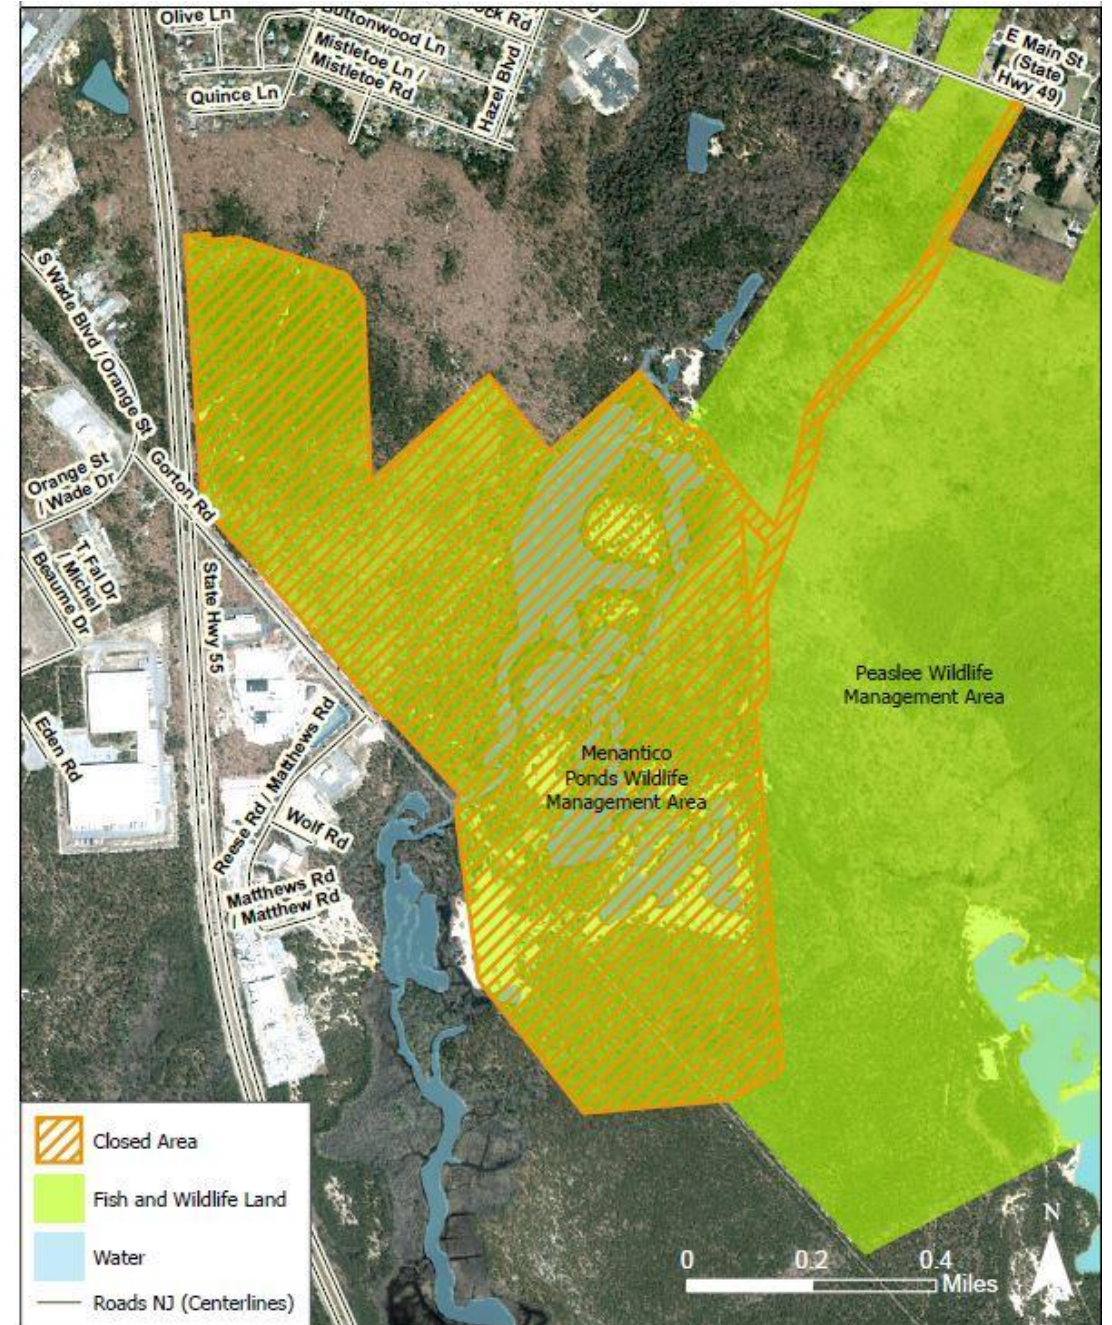 Olive Ln
Buttonwood Ln
ock Rd
Mistletoe Ln /
Mistletoe Rd
Hazel Blvd
Quince Ln
E Main St
(State
Hwy 49)
S Wade Blvd / Orange St
Orange St
/ Wade Dr
Gorton Rd
T Fal Dr
/ Michel
Beaume Dr
State Hwy 55
Eden Rd
Reese Rd / Matthews Rd
Wolf Rd
Matthews Rd
/ Matthew Rd
Peaslee Wildlife
Management Area
Menantico
Ponds Wildlife
Management Area
Closed Area
Fish and Wildlife Land
Water
Roads NJ (Centerlines)
0 0.2 0.4
Miles
N